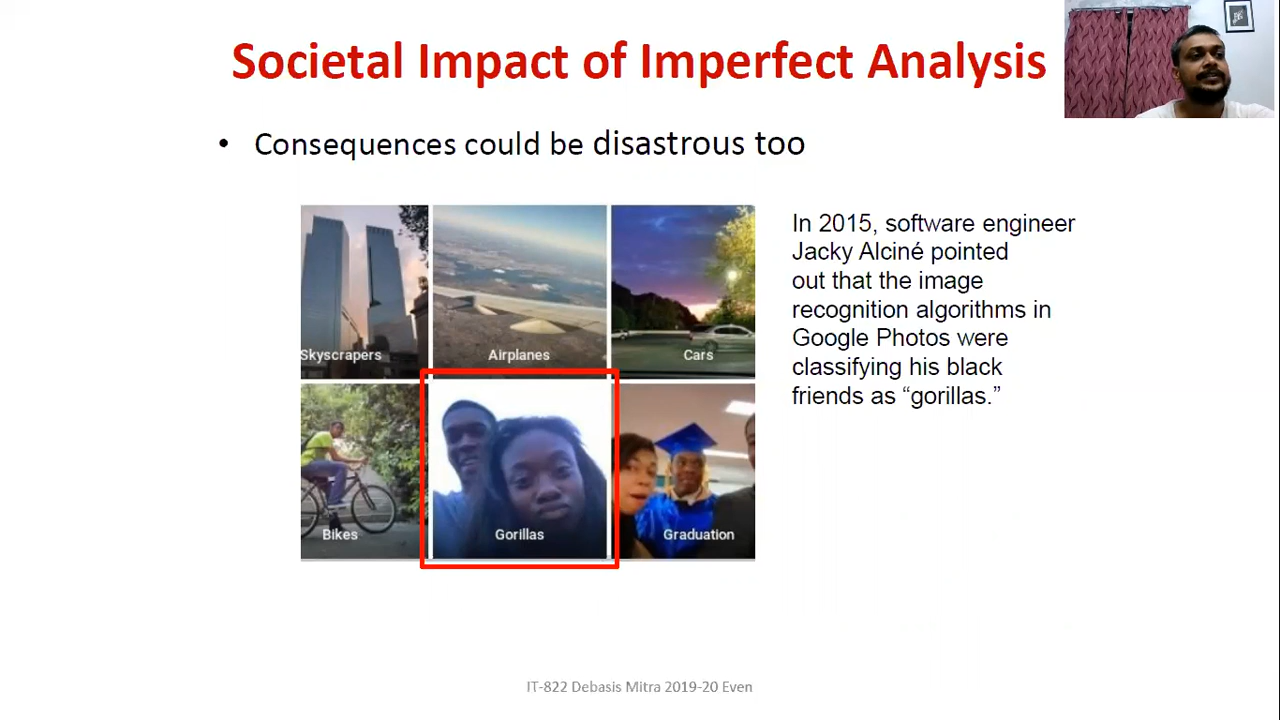 Societal Impact of Imperfect Analysis
• Consequences could be disastrous too
Skyscrapers
Airplanes
Cars
Bikes
Gorillas
Graduation
In 2015, software engineer
Jacky Alciné pointed
out that the image
recognition algorithms in
Google Photos were
classifying his black
friends as “gorillas.”
IT-822 Debasis Mitra 2019-20 Even